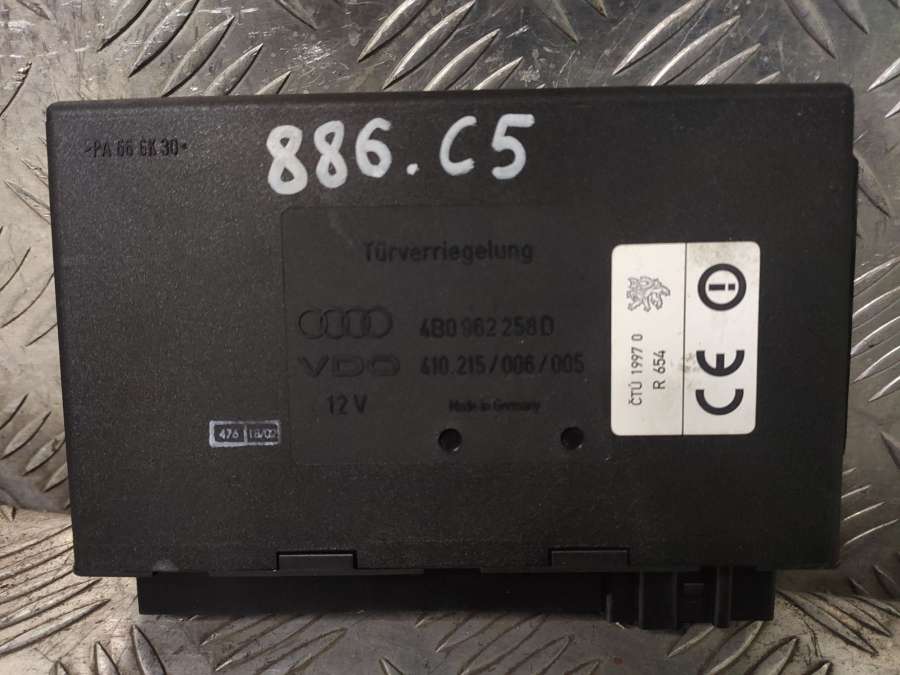 >PA 66 GK 30<
886.C5
Türverriegelung
4B0 962 258 D
VDO 410.215/006/005
12 V Made in Germany
476 18/02
ČTÚ 1997 0
R 654
CE